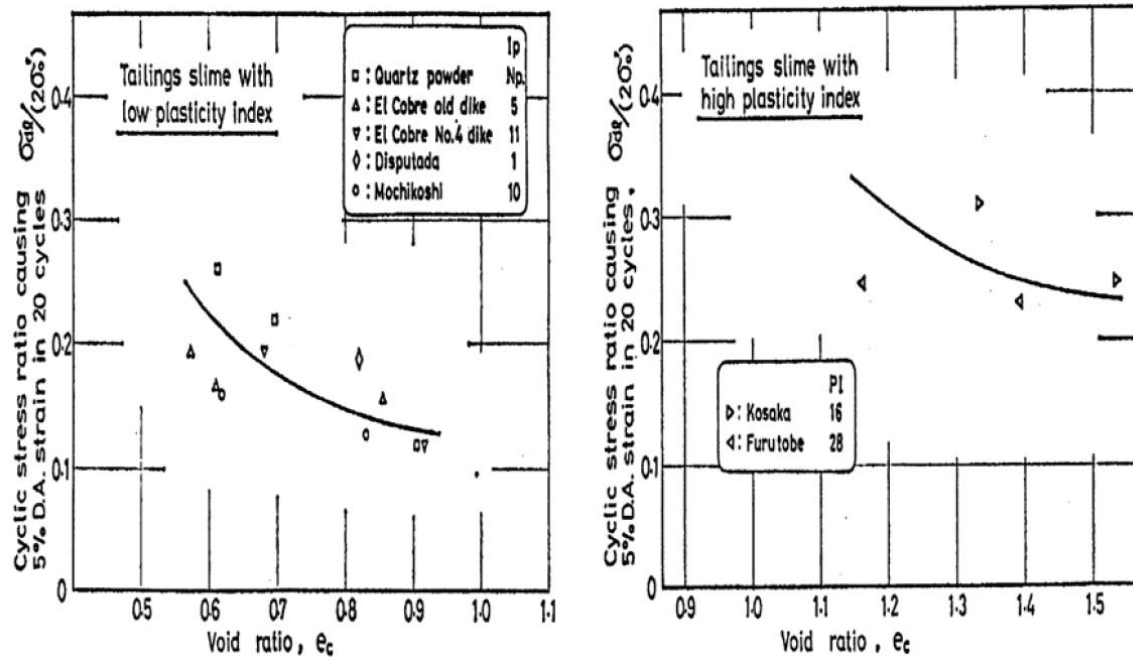 Cyclic stress ratio causing σdl/(2σ₀')
5% D.A. strain in 20 cycles
Tailings slime with
low plasticity index
Ip
□ : Quartz powder Np.
△ : El Cobre old dike 5
▽ : El Cobre No.4 dike 11
◊ : Disputada 1
○ : Mochikoshi 10
0.4
0.3
0.2
0.1
0
0.5 0.6 0.7 0.8 0.9 1.0 1.1
Void ratio, ec
Cyclic stress ratio causing σdl/(2σ₀')
5% D.A. strain in 20 cycles,
Tailings slime with
high plasticity index
PI
▷ : Kosaka 16
◁ : Furutobe 28
0.4
0.3
0.2
0.1
0
0.9 1.0 1.1 1.2 1.3 1.4 1.5
Void ratio, ec